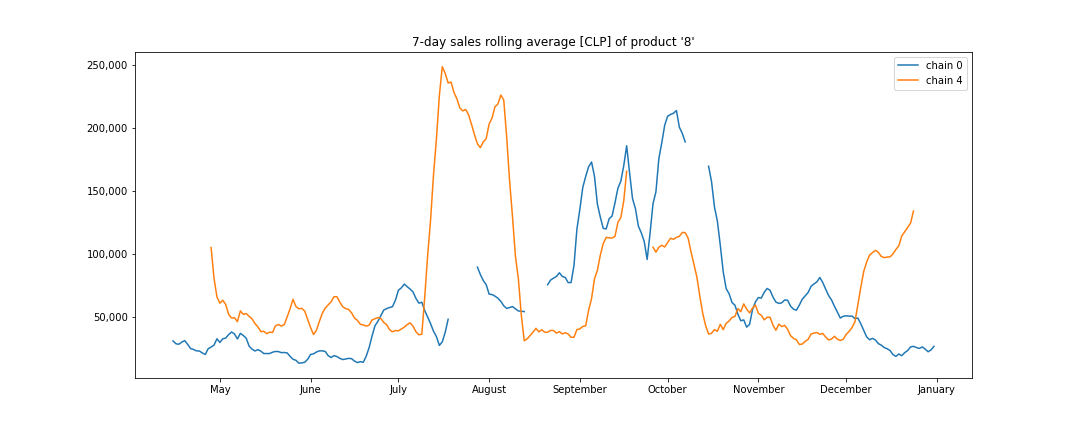 7-day sales rolling average [CLP] of product '8'
250,000
200,000
150,000
100,000
50,000
chain 0
chain 4
May June July August September October November December January